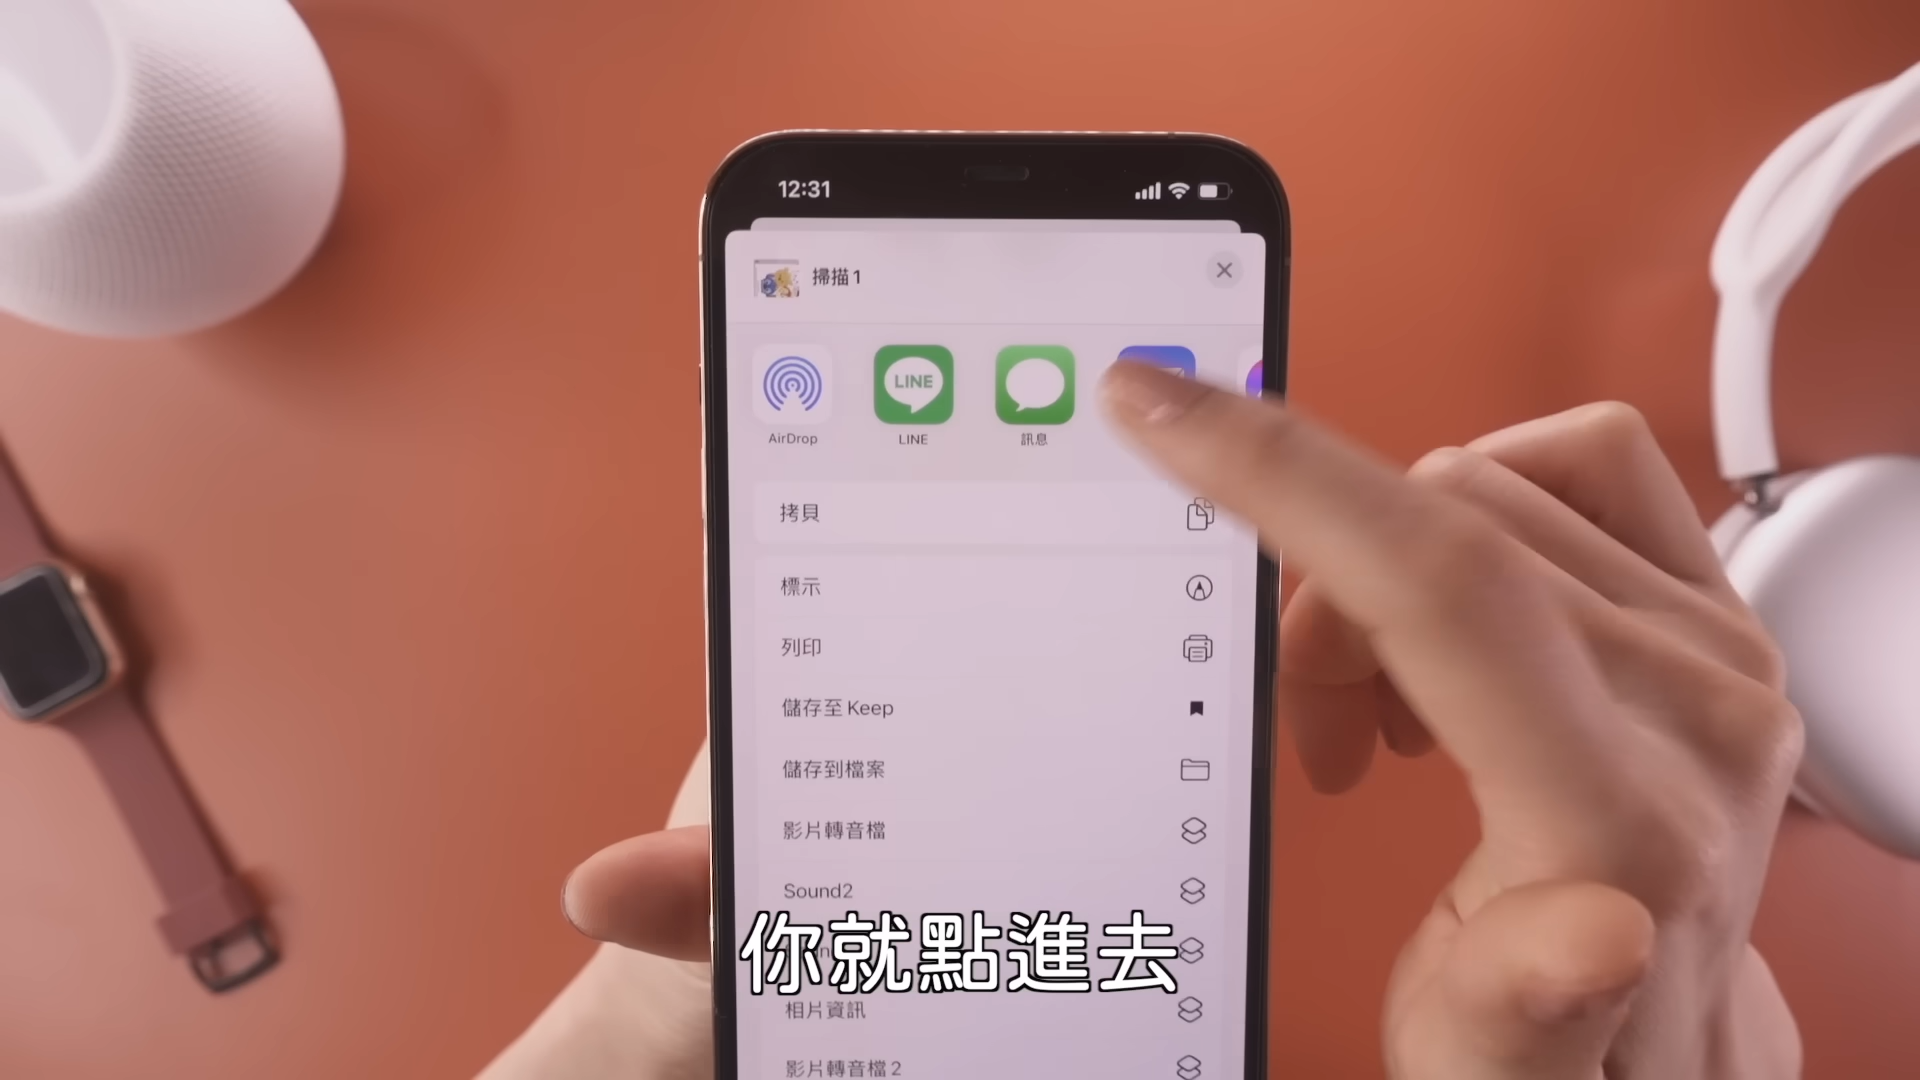 12:31
掃描 1
LINE
AirDrop
LINE
訊息
拷貝
標示
列印
儲存至 Keep
儲存到檔案
影片轉音檔
Sound2
你就點進去
相片資訊
影片轉音檔 2